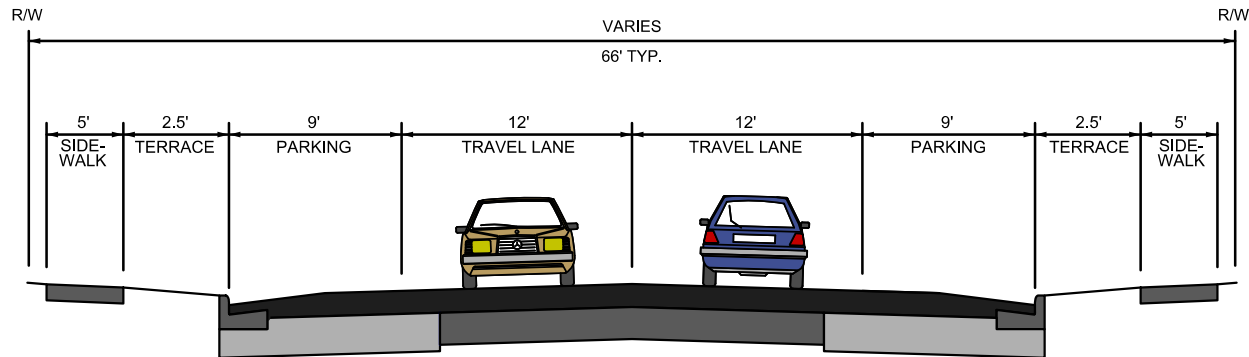 R/W
R/W
VARIES
66' TYP.
5'
2.5'
9'
12'
12'
9'
2.5'
5'
SIDE-
WALK
TERRACE
PARKING
TRAVEL LANE
TRAVEL LANE
PARKING
TERRACE
SIDE-
WALK